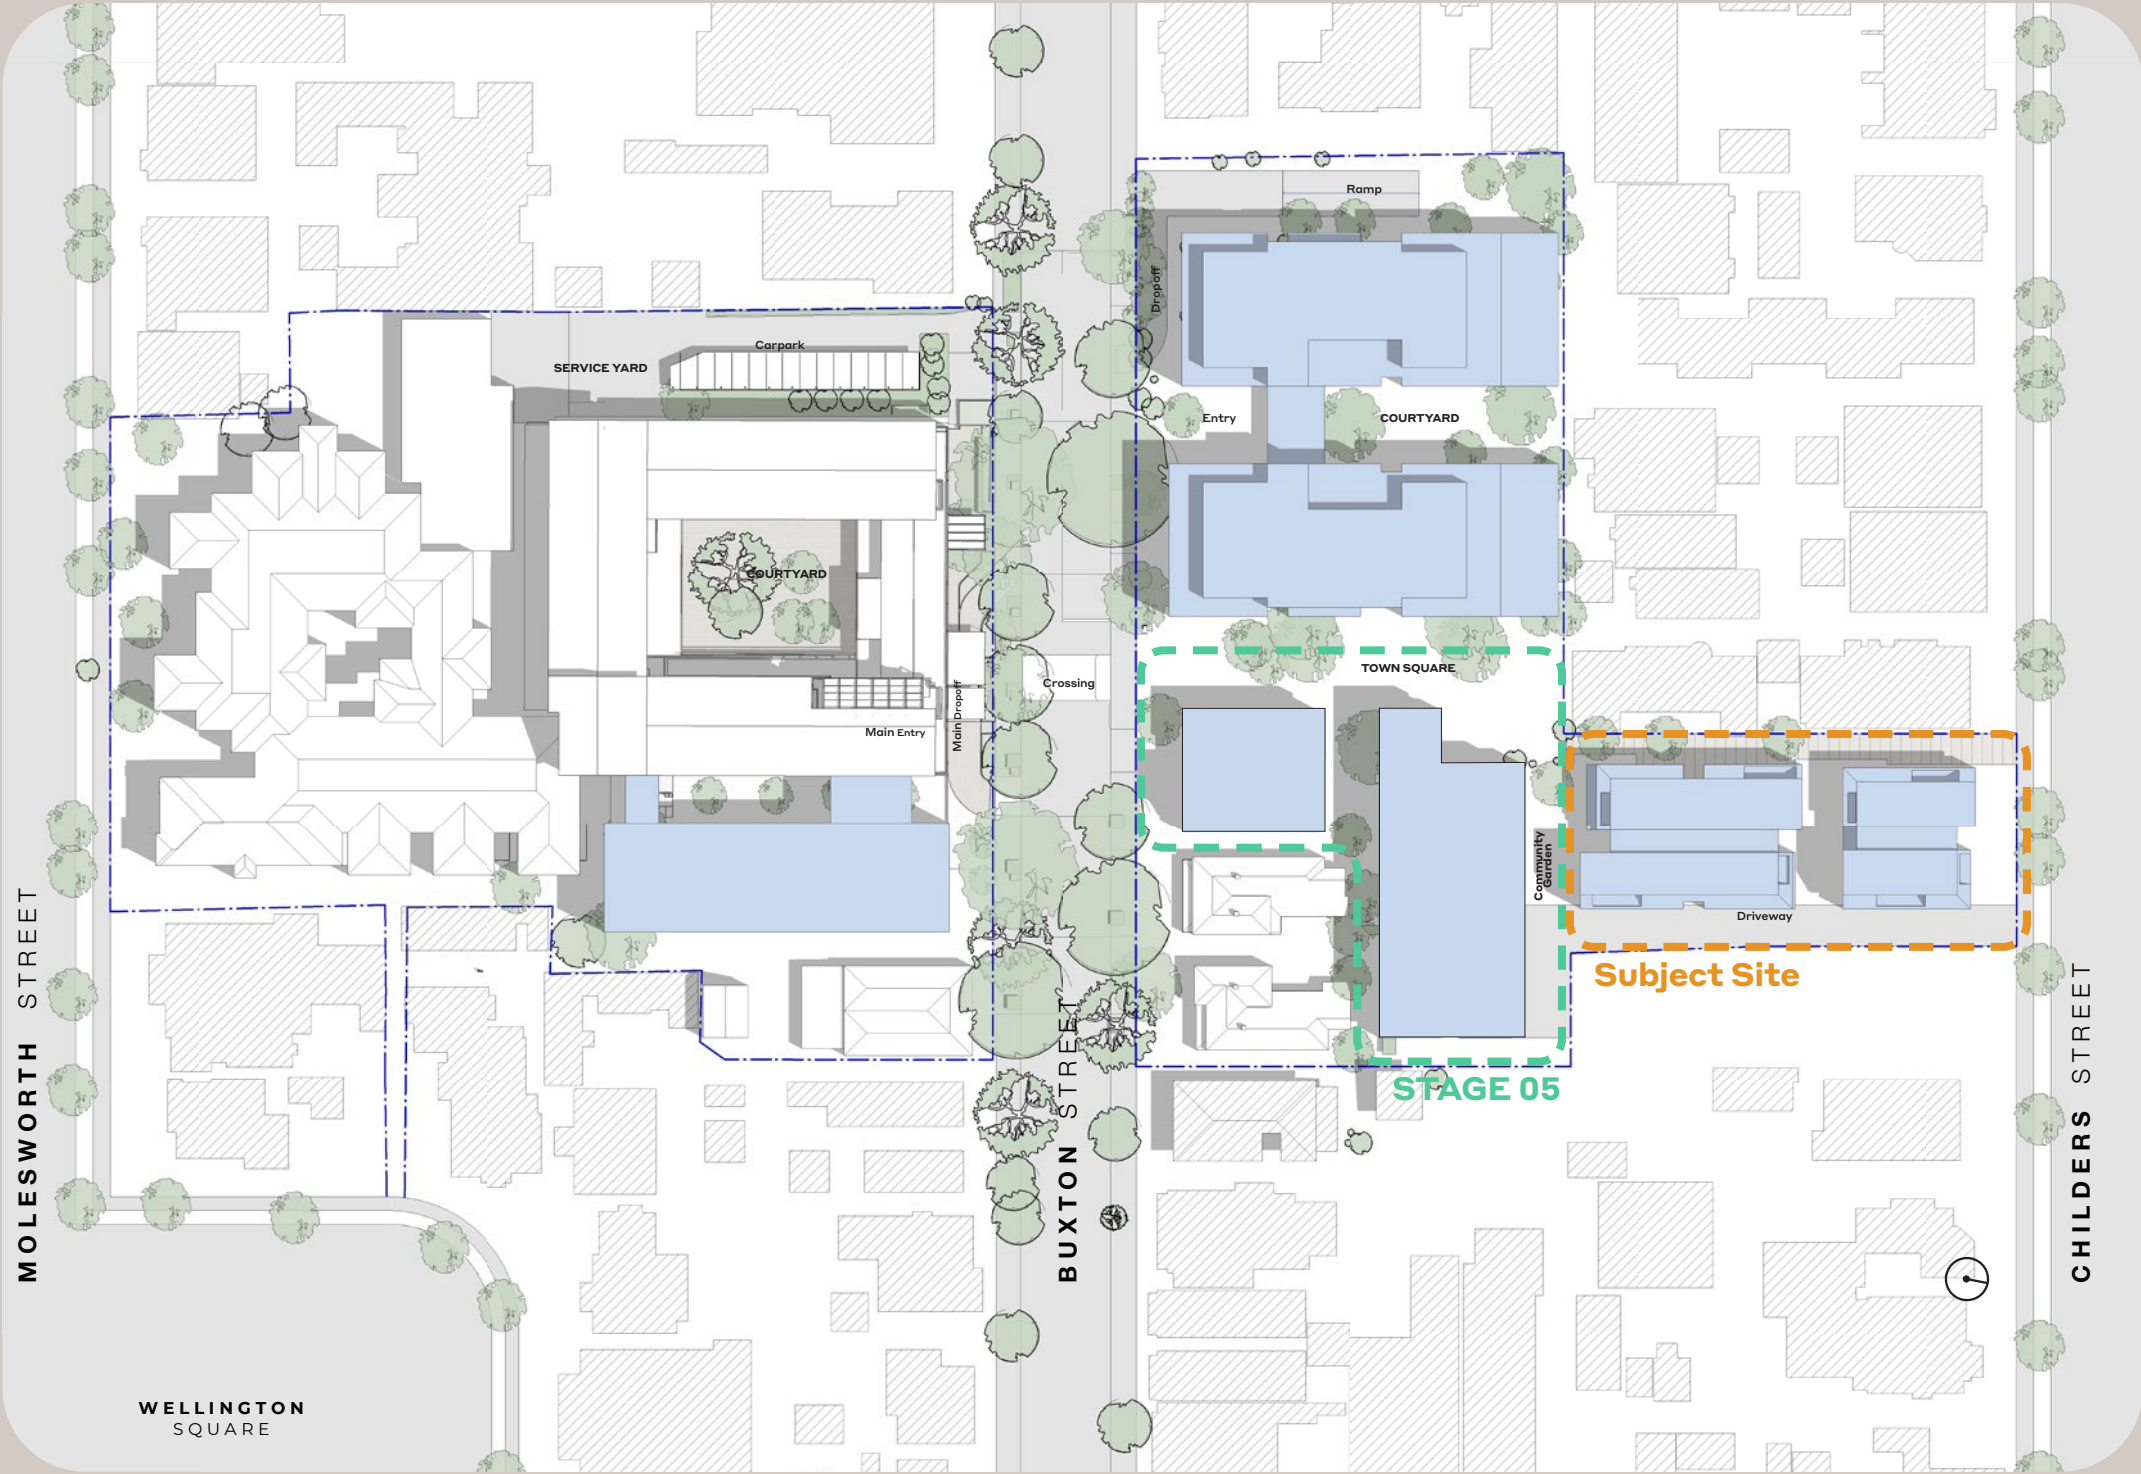 Ramp
Dropoff
Carpark
SERVICE YARD
Entry
COURTYARD
COURTYARD
TOWN SQUARE
Crossing
Main Dropoff
Main Entry
Community
Garden
Driveway
Subject Site
STAGE 05
MOLESWORTH STREET
BUXTON STREET
CHILDERS STREET
WELLINGTON
SQUARE